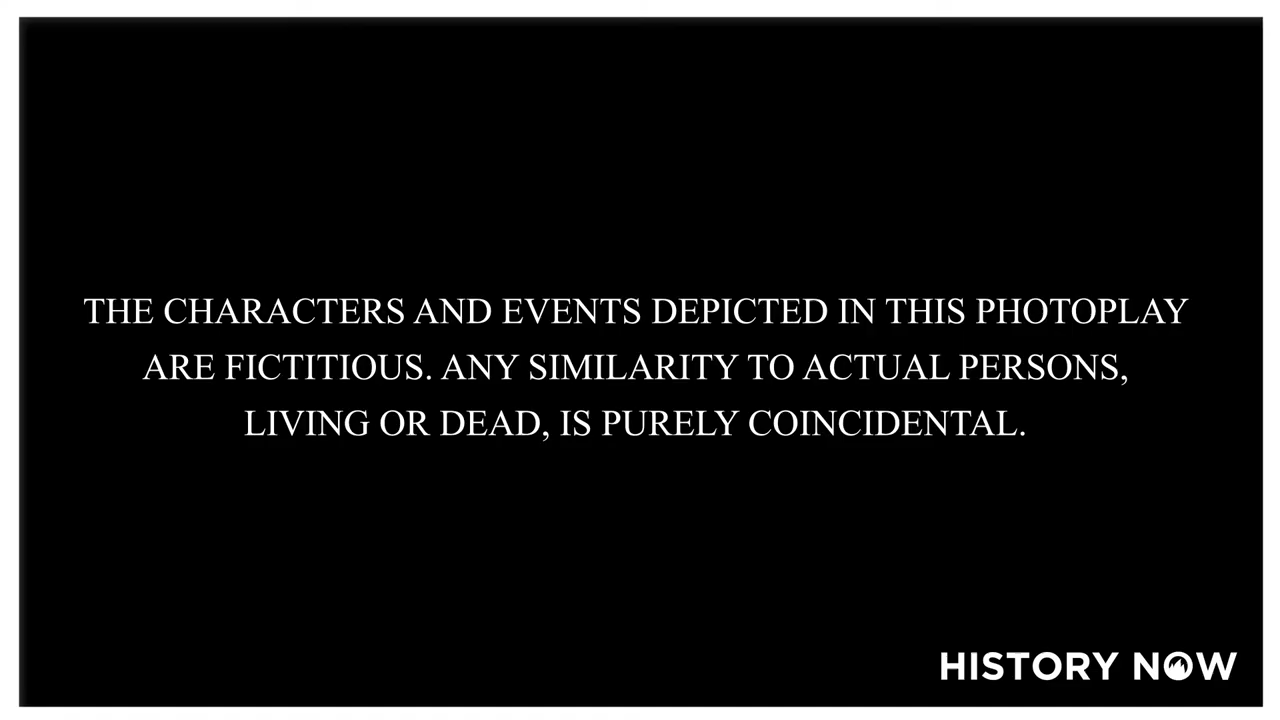 THE CHARACTERS AND EVENTS DEPICTED IN THIS PHOTOPLAY
ARE FICTITIOUS. ANY SIMILARITY TO ACTUAL PERSONS,
LIVING OR DEAD, IS PURELY COINCIDENTAL.
HISTORY NOW